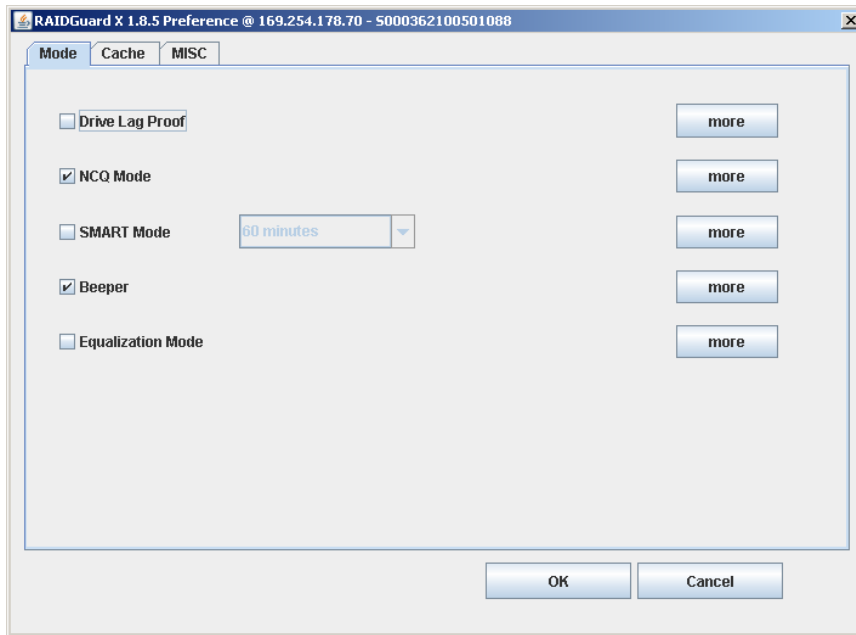 RAIDGuard X 1.8.5 Preference @ 169.254.178.70 - S000362100501088
Mode Cache MISC
Drive Lag Proof more
NCQ Mode more
SMART Mode 60 minutes more
Beeper more
Equalization Mode more
OK Cancel